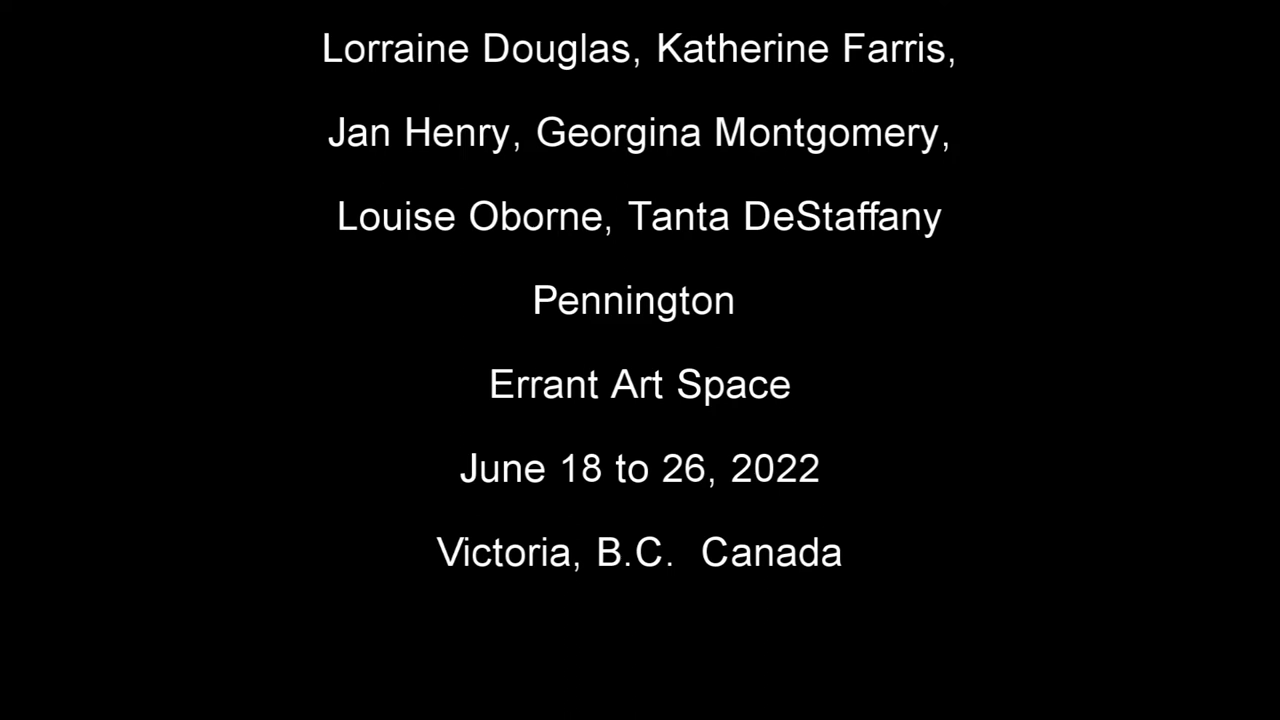 Lorraine Douglas, Katherine Farris,
Jan Henry, Georgina Montgomery,
Louise Oborne, Tanta DeStaffany
Pennington
Errant Art Space
June 18 to 26, 2022
Victoria, B.C.  Canada